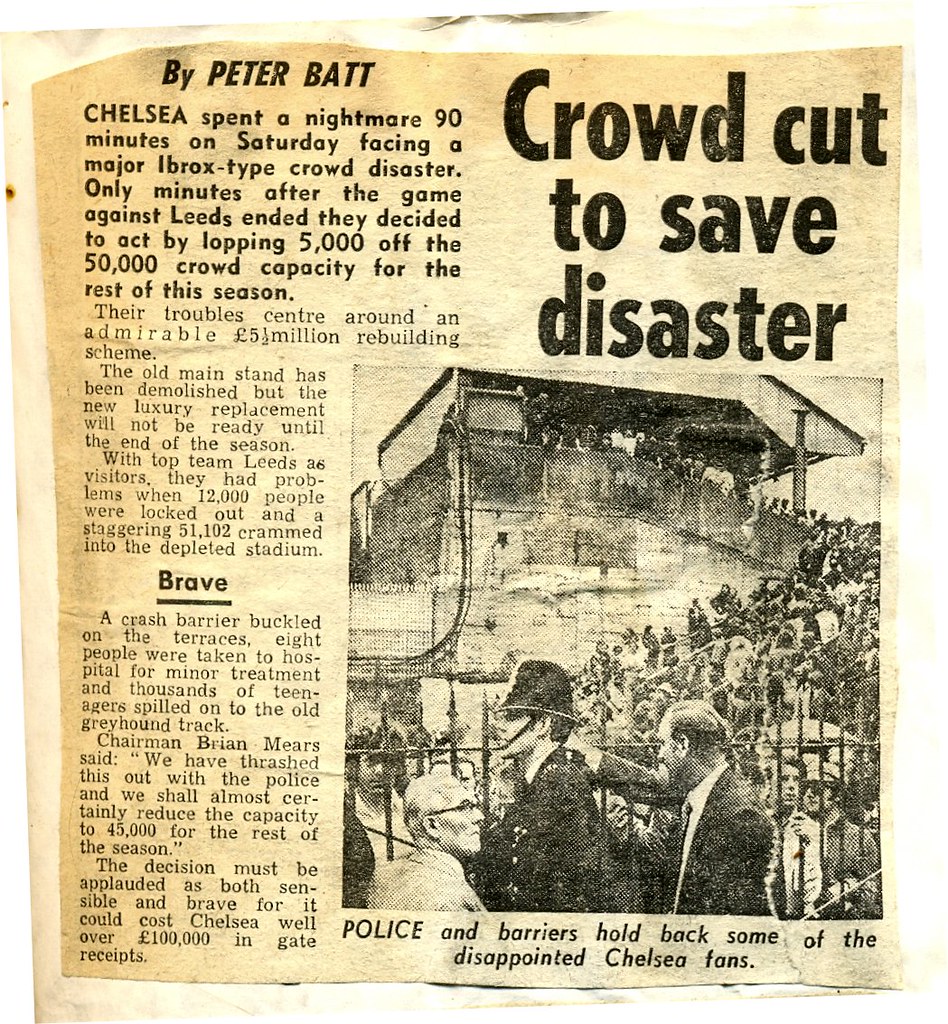 By PETER BATT
Crowd cut
to save
disaster
CHELSEA spent a nightmare 90
minutes on Saturday facing a
major Ibrox-type crowd disaster.
Only minutes after the game
against Leeds ended they decided
to act by lopping 5,000 off the
50,000 crowd capacity for the
rest of this season.
Their troubles centre around an
admirable £5½million rebuilding
scheme.
The old main stand has
been demolished but the
new luxury replacement
will not be ready until
the end of the season.
With top team Leeds as
visitors, they had prob-
lems when 12,000 people
were locked out and a
staggering 51,102 crammed
into the depleted stadium.
Brave
A crash barrier buckled
on the terraces, eight
people were taken to hos-
pital for minor treatment
and thousands of teen-
agers spilled on to the old
greyhound track.
Chairman Brian Mears
said: "We have thrashed
this out with the police
and we shall almost cer-
tainly reduce the capacity
to 45,000 for the rest of
the season."
The decision must be
applauded as both sen-
sible and brave for it
could cost Chelsea well
over £100,000 in gate
receipts.
POLICE and barriers hold back some of the
disappointed Chelsea fans.